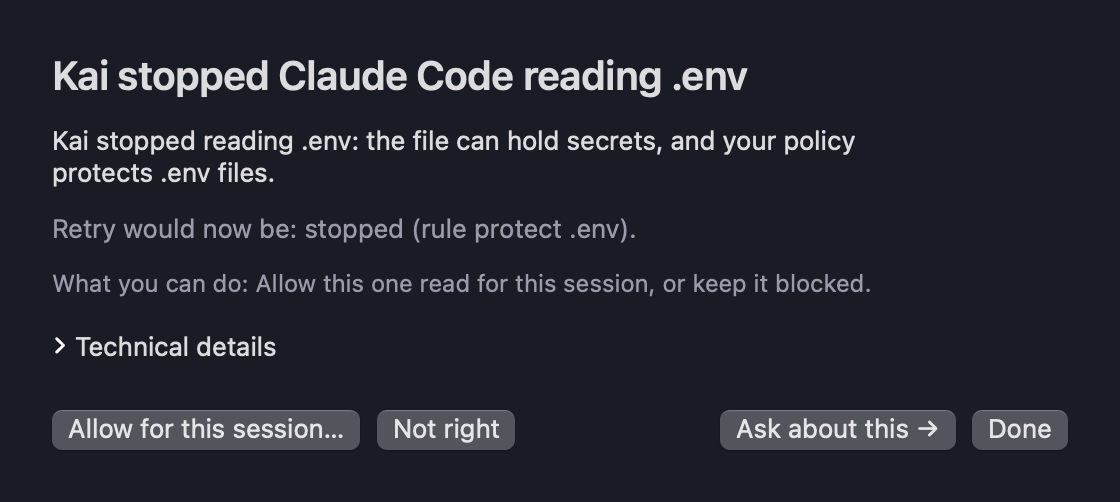 Kai stopped Claude Code reading .env
Kai stopped reading .env: the file can hold secrets, and your policy
protects .env files.
Retry would now be: stopped (rule protect .env).
What you can do: Allow this one read for this session, or keep it blocked.
Technical details
Allow for this session... Not right Ask about this → Done